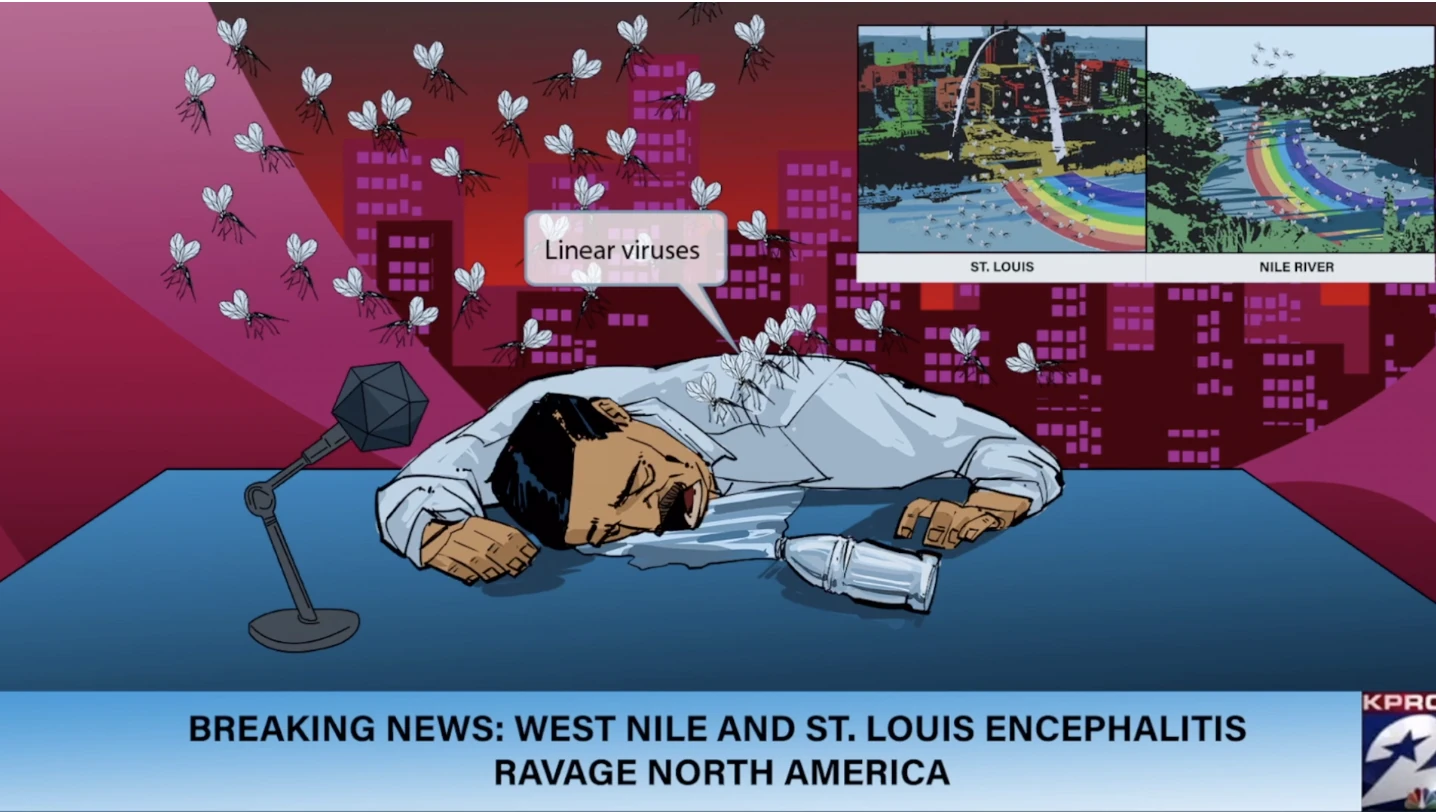 Linear viruses
ST. LOUIS
NILE RIVER
BREAKING NEWS: WEST NILE AND ST. LOUIS ENCEPHALITIS
RAVAGE NORTH AMERICA
KPRC
2